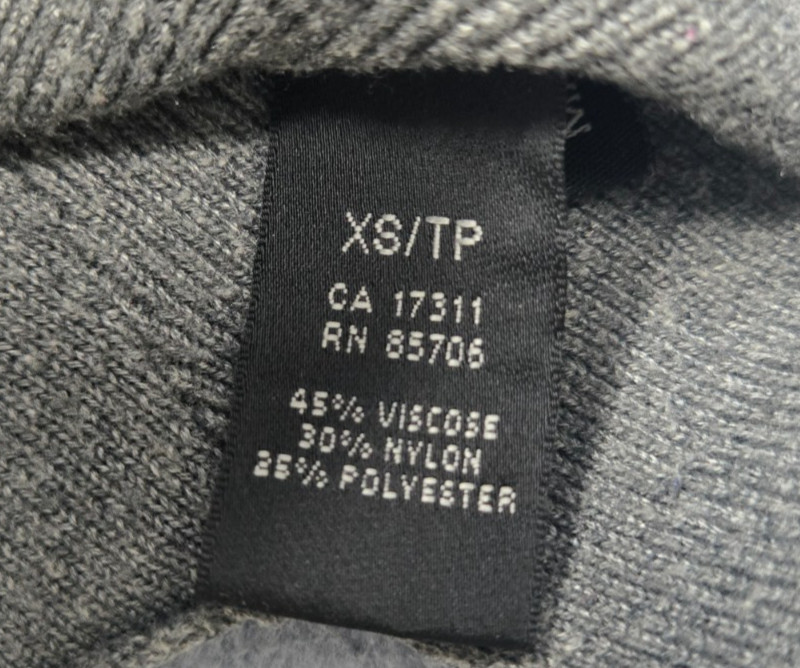 XS/TP
CA 17311
RN 85706
45% VISCOSE
30% NYLON
25% POLYESTER